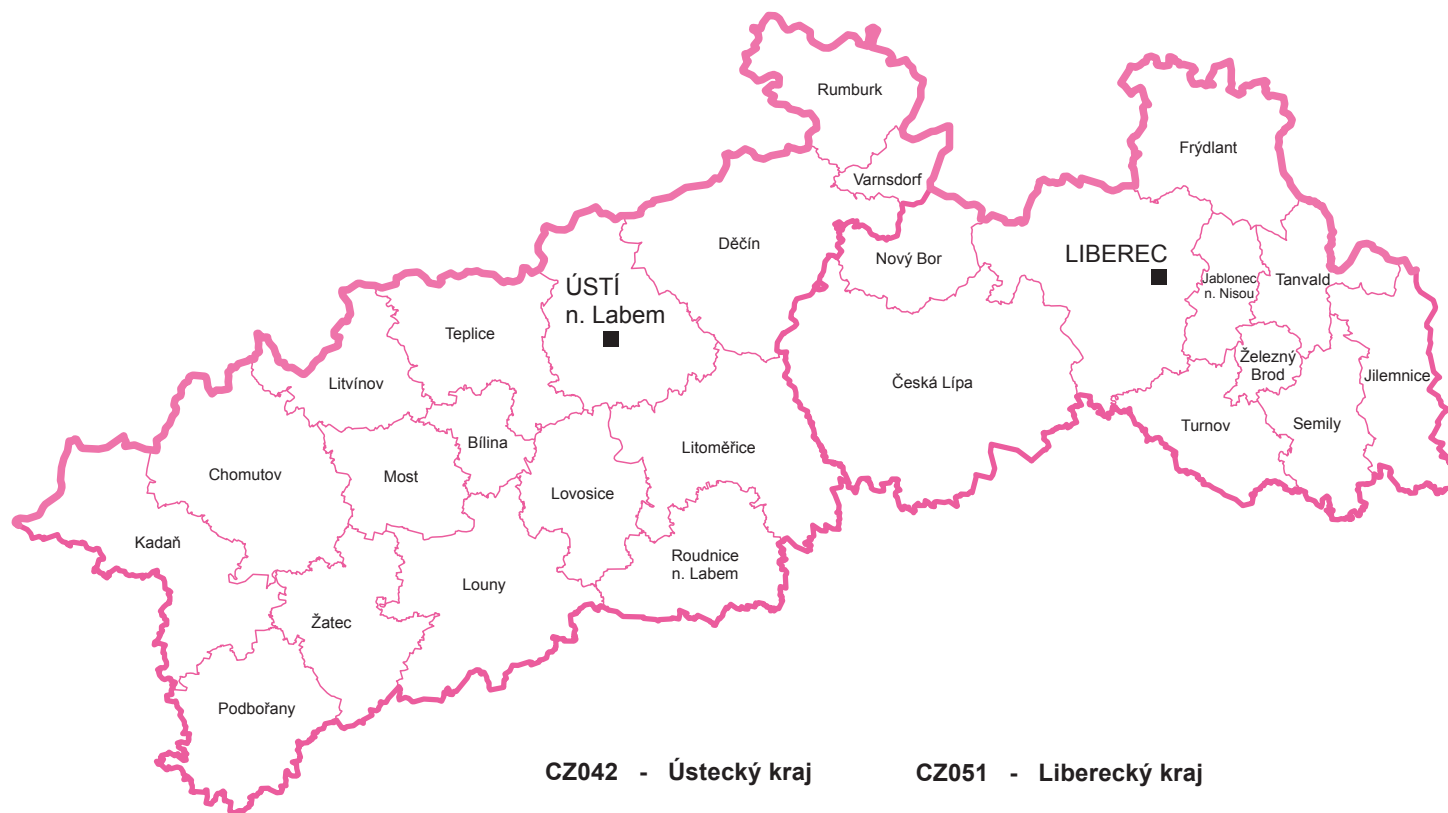 Rumburk
Frýdlant
Varnsdorf
Děčín
Nový Bor
LIBEREC
Jablonec
n. Nisou
Tanvald
ÚSTÍ
n. Labem
Teplice
Železný
Brod
Jilemnice
Litvínov
Česká Lípa
Turnov
Semily
Bílina
Litoměřice
Chomutov
Most
Lovosice
Kadaň
Roudnice
n. Labem
Louny
Žatec
Podbořany
CZ042 - Ústecký kraj
CZ051 - Liberecký kraj